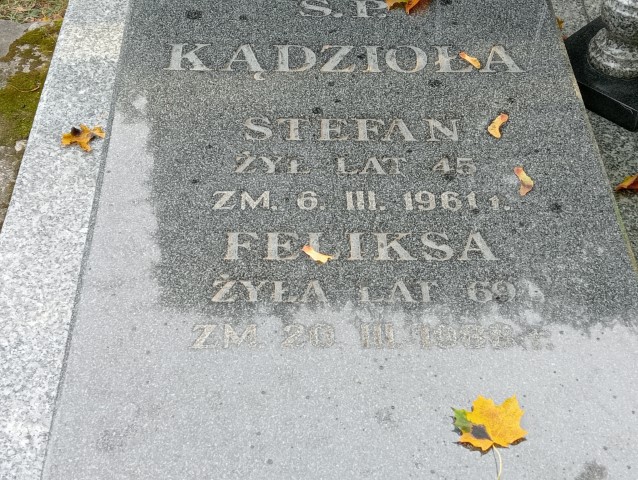 Ś.P.
KĄDZIOŁA
STEFAN
ŻYŁ LAT 45
ZM. 6. III. 1961 r.
FELIKSA
ŻYŁA LAT 69
ZM. 20. III.